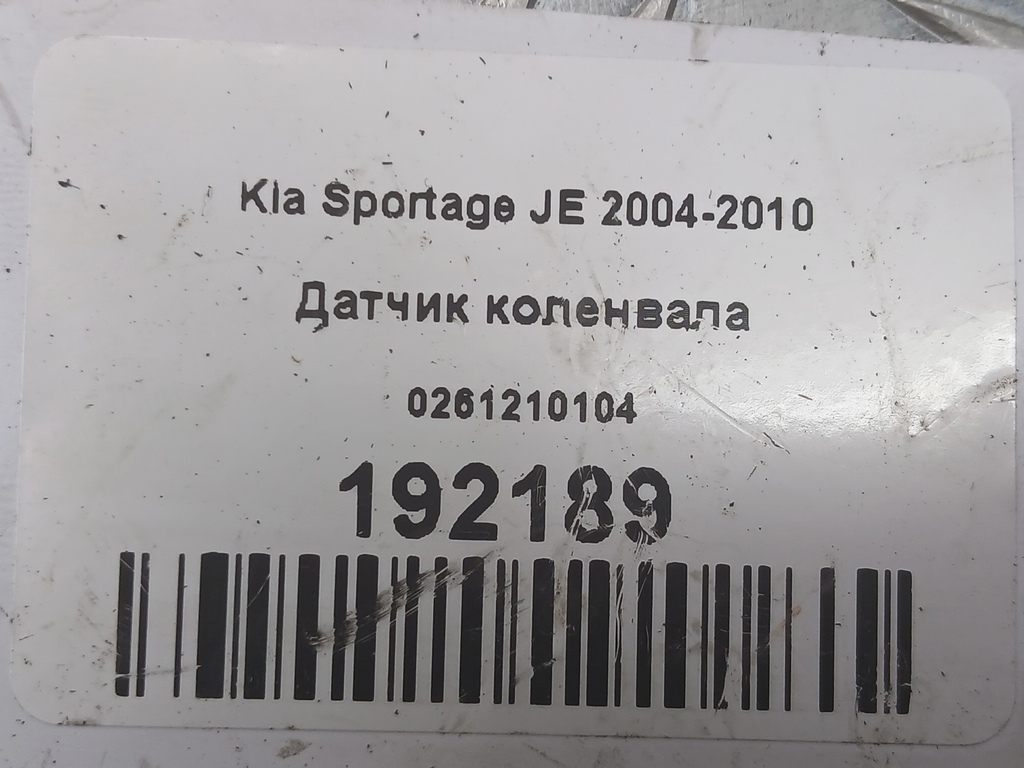 Kia Sportage JE 2004-2010
Датчик коленвала
0261210104
192189